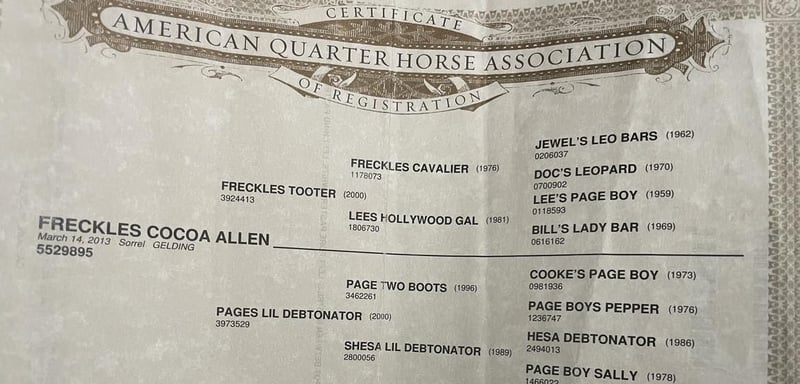 CERTIFICATE
AMERICAN QUARTER HORSE ASSOCIATION
OF REGISTRATION
JEWEL'S LEO BARS (1962)
0206037
FRECKLES CAVALIER (1976)
1178073
DOC'S LEOPARD (1970)
0700902
FRECKLES TOOTER (2000)
3924413
LEE'S PAGE BOY (1959)
0118593
LEES HOLLYWOOD GAL (1981)
1806730
BILL'S LADY BAR (1969)
0616162
FRECKLES COCOA ALLEN
March 14, 2013 Sorrel GELDING
5529895
COOKE'S PAGE BOY (1973)
0981936
PAGE TWO BOOTS (1996)
3462261
PAGE BOYS PEPPER (1976)
1236747
PAGES LIL DEBTONATOR (2000)
3973529
HESA DEBTONATOR (1986)
2494013
SHESA LIL DEBTONATOR (1989)
2800056
PAGE BOY SALLY (1978)
1466022